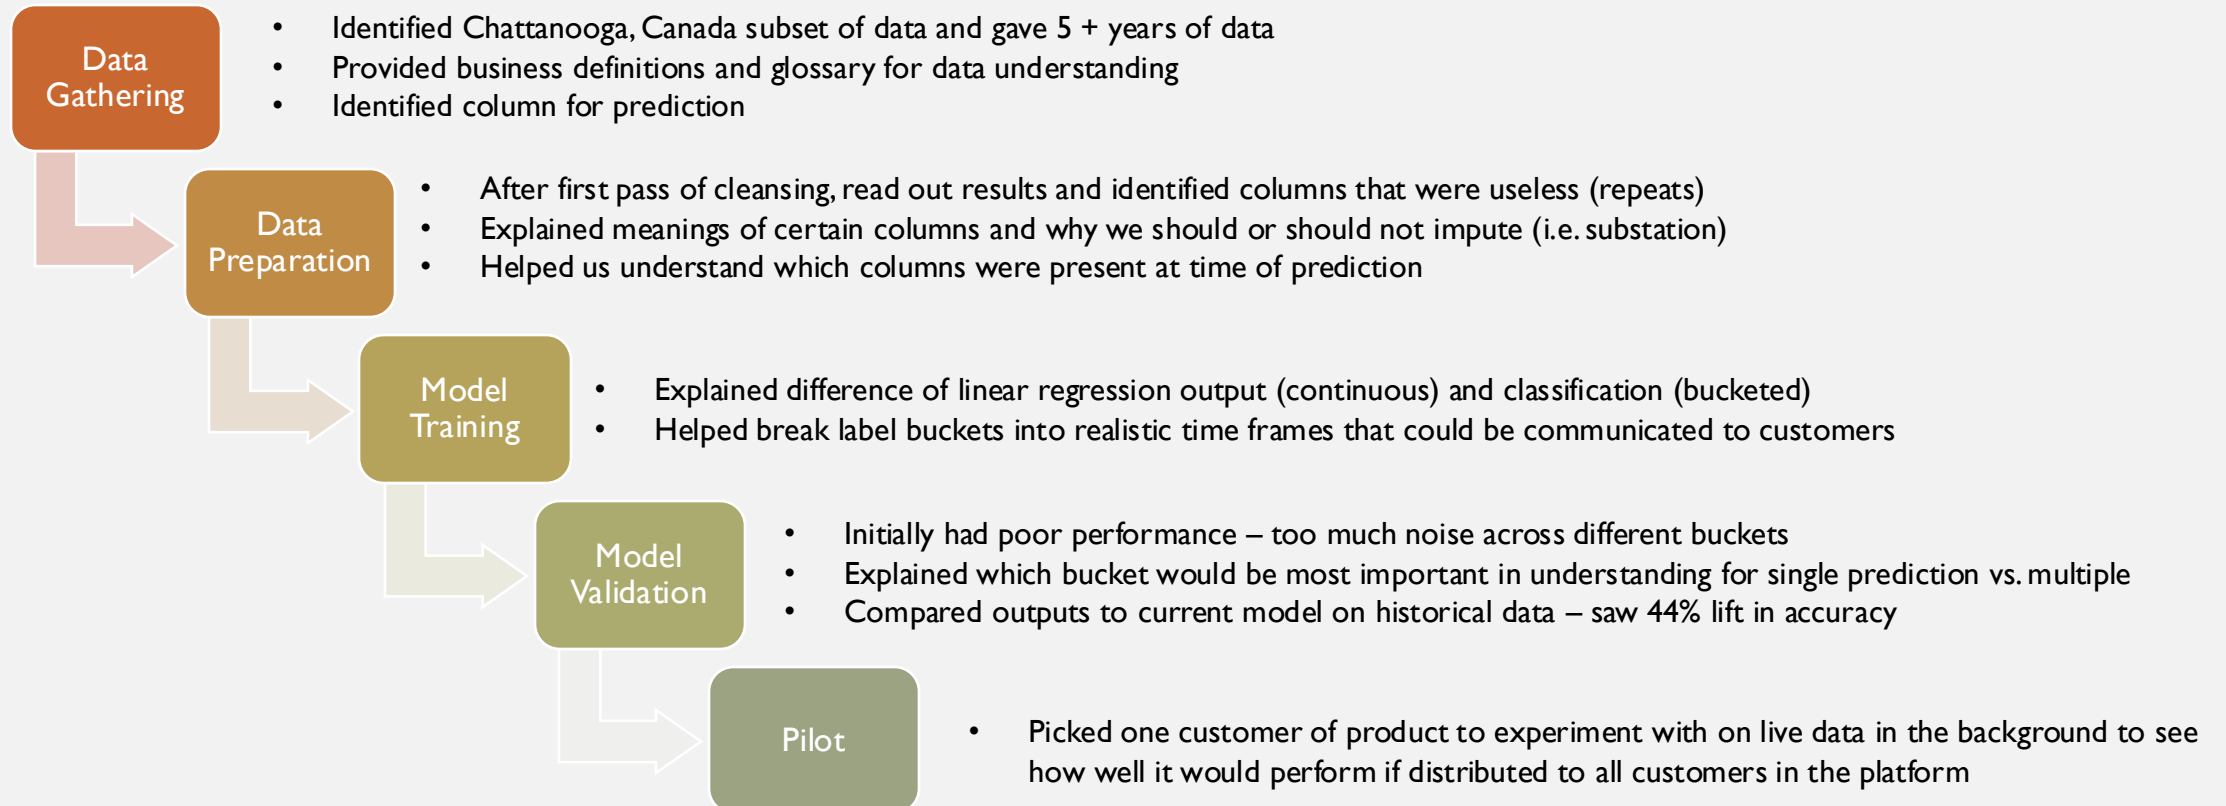 Data
Gathering
• Identified Chattanooga, Canada subset of data and gave 5 + years of data
• Provided business definitions and glossary for data understanding
• Identified column for prediction
Data
Preparation
• After first pass of cleansing, read out results and identified columns that were useless (repeats)
• Explained meanings of certain columns and why we should or should not impute (i.e. substation)
• Helped us understand which columns were present at time of prediction
Model
Training
• Explained difference of linear regression output (continuous) and classification (bucketed)
• Helped break label buckets into realistic time frames that could be communicated to customers
Model
Validation
• Initially had poor performance – too much noise across different buckets
• Explained which bucket would be most important in understanding for single prediction vs. multiple
• Compared outputs to current model on historical data – saw 44% lift in accuracy
Pilot
• Picked one customer of product to experiment with on live data in the background to see
how well it would perform if distributed to all customers in the platform